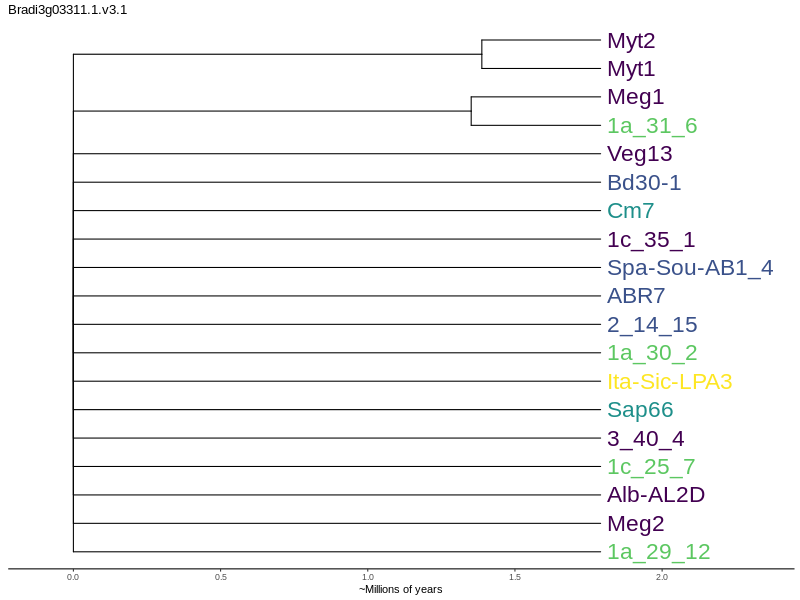 Bradi3g03311.1.v3.1
Myt2
Myt1
Meg1
1a_31_6
Veg13
Bd30-1
Cm7
1c_35_1
Spa-Sou-AB1_4
ABR7
2_14_15
1a_30_2
Ita-Sic-LPA3
Sap66
3_40_4
1c_25_7
Alb-AL2D
Meg2
1a_29_12
0.0 0.5 1.0 1.5 2.0
~Millions of years